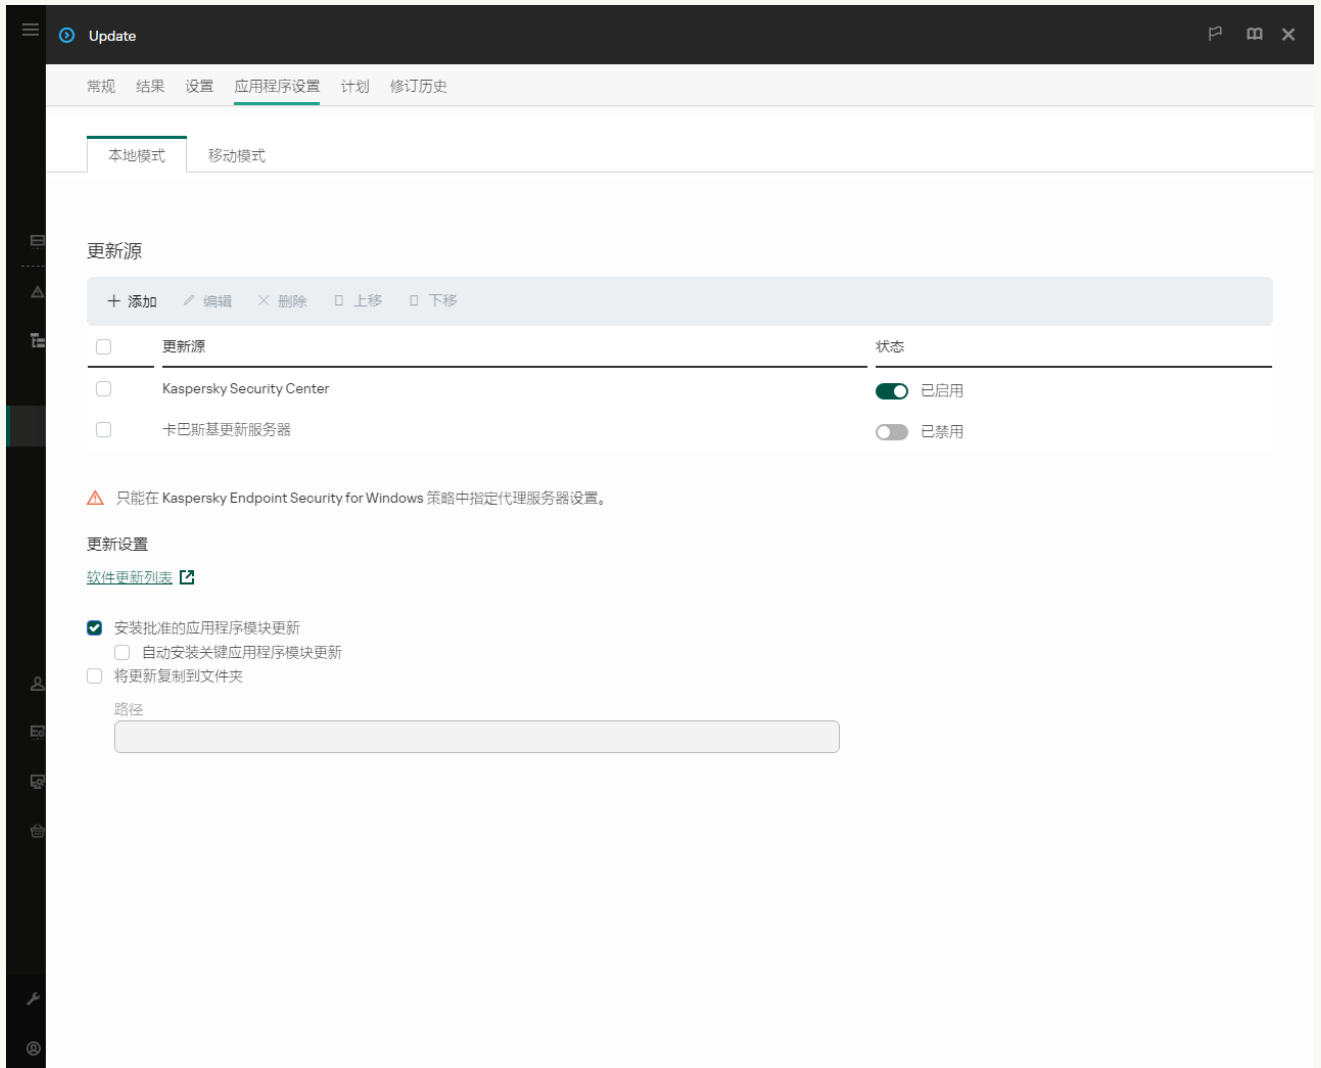 Update
常规 结果 设置 应用程序设置 计划 修订历史
本地模式 移动模式
更新源
添加 编辑 删除 上移 下移
更新源 状态
Kaspersky Security Center 已启用
卡巴斯基更新服务器 已禁用
只能在 Kaspersky Endpoint Security for Windows 策略中指定代理服务器设置。
更新设置
软件更新列表
安装批准的应用程序模块更新
自动安装关键应用程序模块更新
将更新复制到文件夹
路径